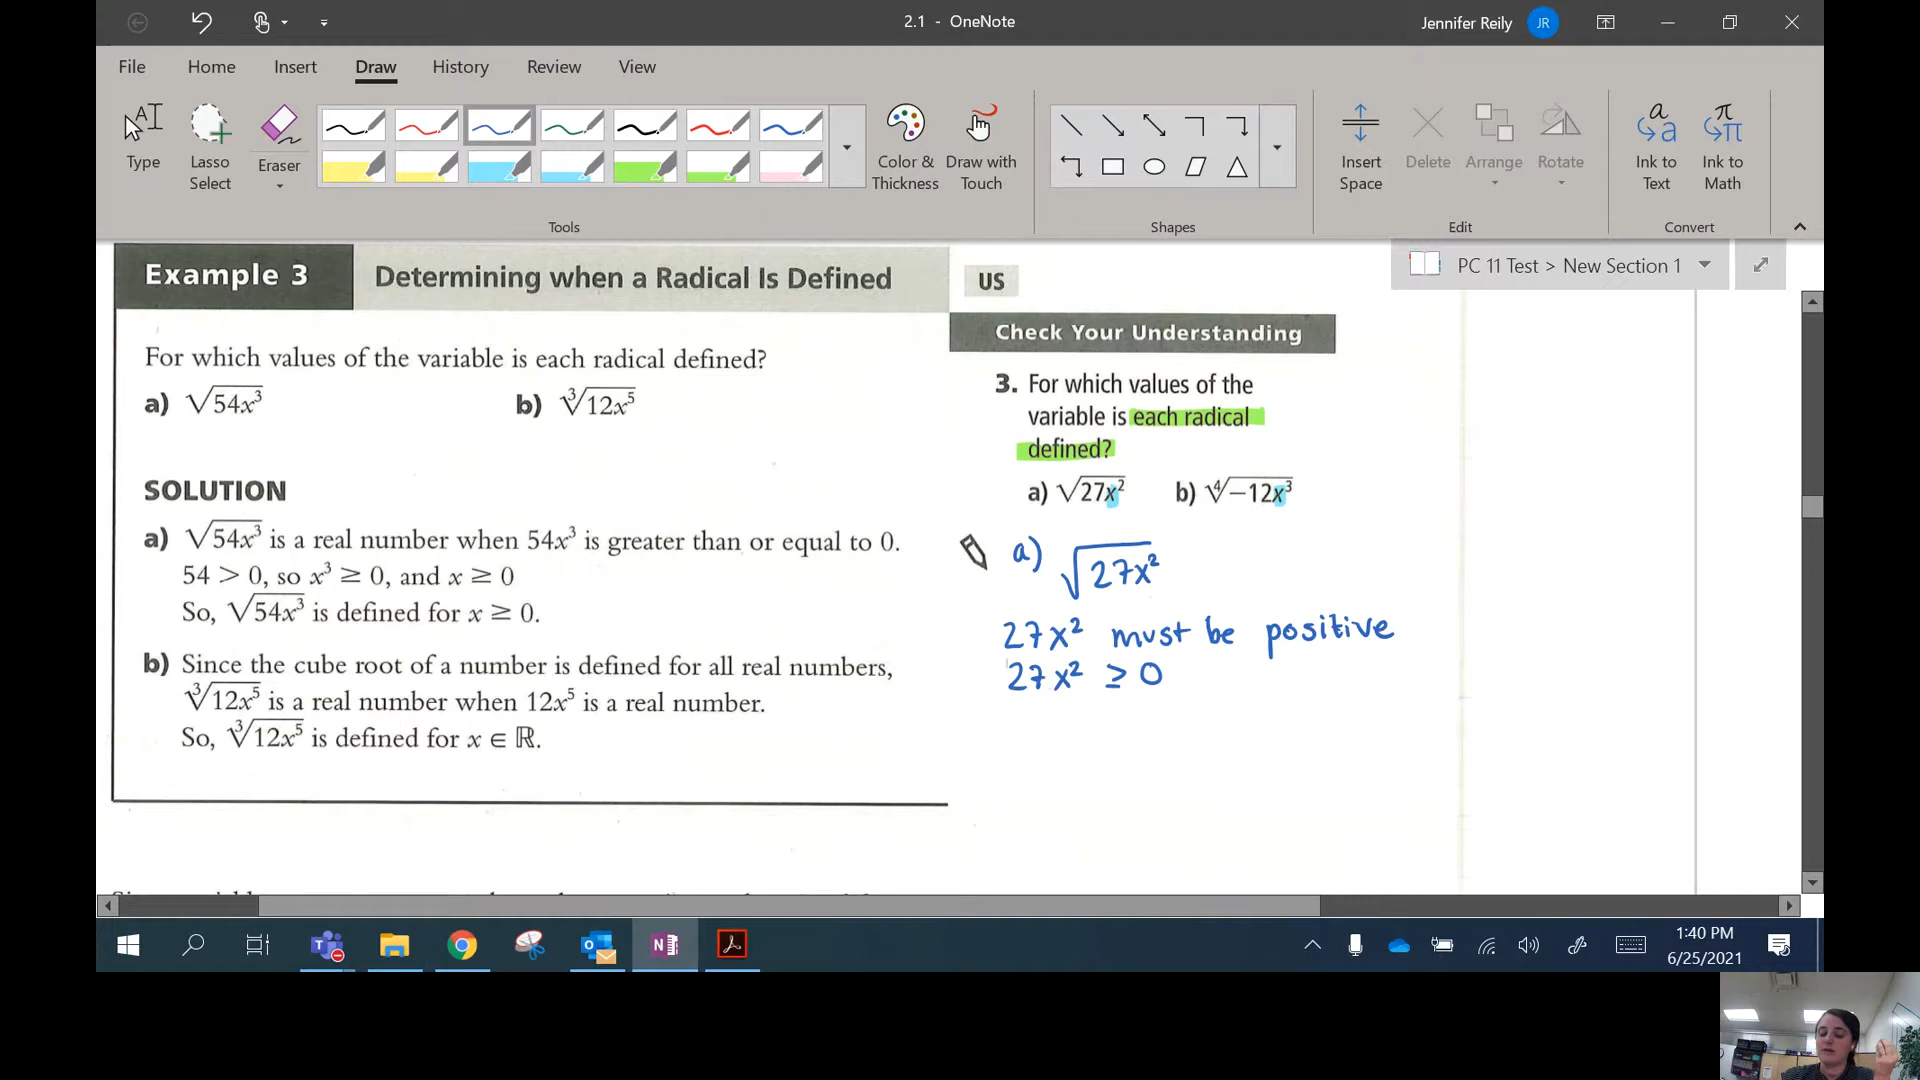 2.1 - OneNote
Jennifer Reily
JR
File Home Insert Draw History Review View
Type
Lasso Select
Eraser
Color & Thickness
Draw with Touch
Insert Space
Delete
Arrange
Rotate
Ink to Text
Ink to Math
Tools
Shapes
Edit
Convert
PC 11 Test > New Section 1
Example 3
Determining when a Radical Is Defined
For which values of the variable is each radical defined?
a) √54x³
b) ∛12x⁵
SOLUTION
a) √54x³ is a real number when 54x³ is greater than or equal to 0.
54 > 0, so x³ ≥ 0, and x ≥ 0
So, √54x³ is defined for x ≥ 0.
b) Since the cube root of a number is defined for all real numbers,
∛12x⁵ is a real number when 12x⁵ is a real number.
So, ∛12x⁵ is defined for x ∈ ℝ.
US
Check Your Understanding
3. For which values of the
variable is each radical
defined?
a) √27x²
b) ∜−12x³
a) √27x²
27x² must be positive
27x² ≥ 0
1:40 PM
6/25/2021